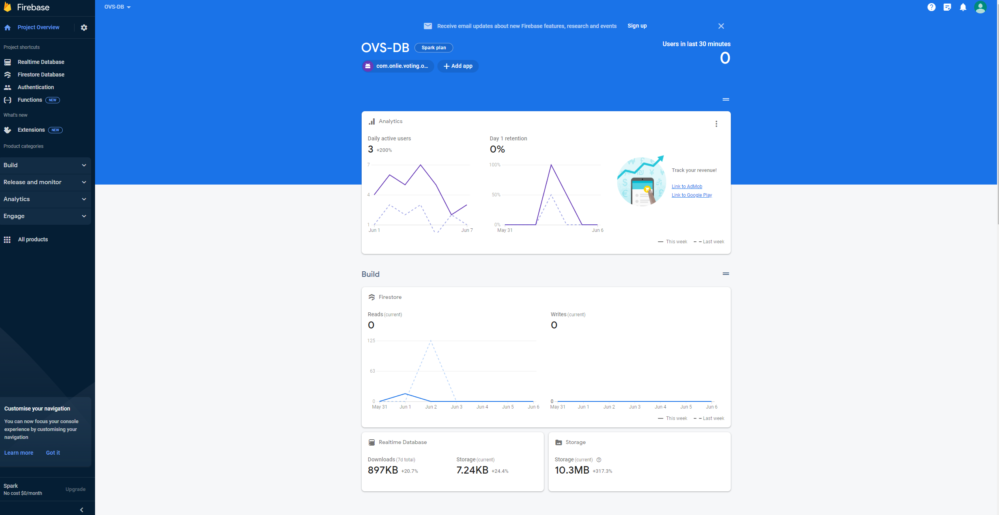 Firebase
OVS-DB
Project Overview
Receive email updates about new Firebase features, research and events Sign up
Project shortcuts
Realtime Database
Firestore Database
Authentication
Functions NEW
What's new
Extensions NEW
Product categories
Build
Release and monitor
Analytics
Engage
All products
Customise your navigation
You can now focus your console
experience by customising your
navigation
Learn more Got it
Spark
No cost $0/month
Upgrade
OVS-DB Spark plan
com.onlie.voting.o... Add app
Users in last 30 minutes
0
Analytics
Daily active users
3 +200%
7
4
1
Jun 1 Jun 7
Day 1 retention
0%
100%
50%
0%
May 31 Jun 6
Track your revenue!
Link to AdMob
Link to Google Play
This week Last week
Build
Firestore
Reads (current)
0
125
63
0
May 31 Jun 1 Jun 2 Jun 3 Jun 4 Jun 5 Jun 6
Writes (current)
0
0
May 31 Jun 1 Jun 2 Jun 3 Jun 4 Jun 5 Jun 6
This week Last week
Realtime Database
Downloads (7d total)
897KB +20.7%
Storage (current)
7.24KB +24.4%
Storage
Storage (current)
10.3MB +317.3%